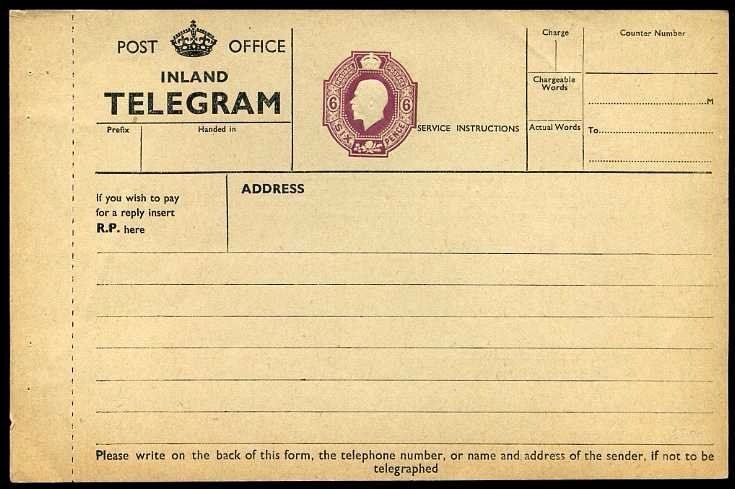 POST OFFICE
INLAND
TELEGRAM
Prefix Handed in
POSTAGE REVENUE
6 6
SIX PENCE
SERVICE INSTRUCTIONS
Charge
Chargeable
Words
Actual Words
Counter Number
M
To
If you wish to pay
for a reply insert
R.P. here
ADDRESS
Please write on the back of this form, the telephone number, or name and address of the sender, if not to be
telegraphed